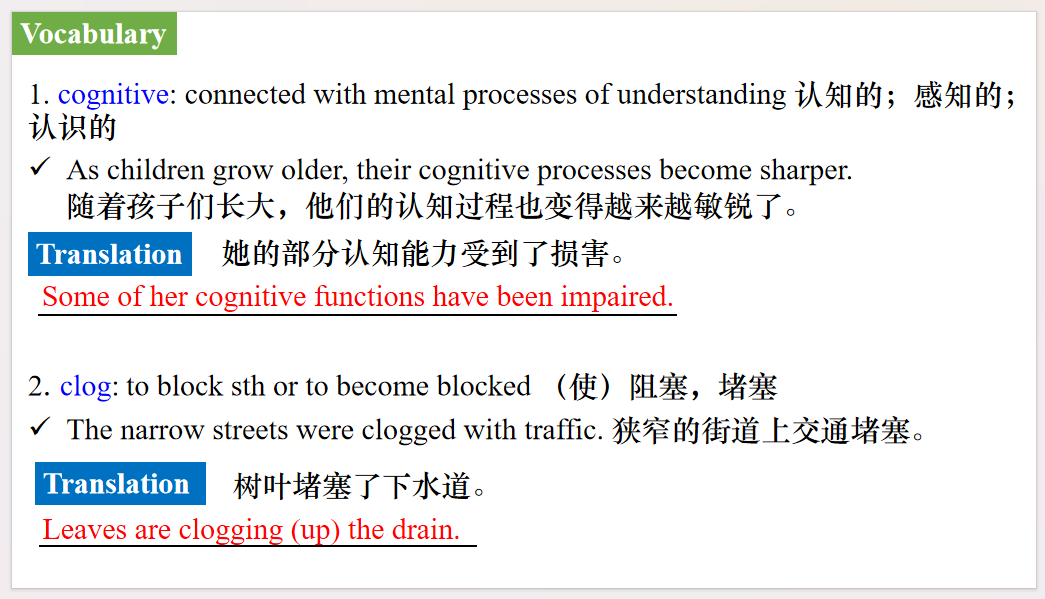 Vocabulary
1. cognitive: connected with mental processes of understanding 认知的；感知的；
认识的
✓ As children grow older, their cognitive processes become sharper.
随着孩子们长大，他们的认知过程也变得越来越敏锐了。
Translation 她的部分认知能力受到了损害。
Some of her cognitive functions have been impaired.
2. clog: to block sth or to become blocked （使）阻塞，堵塞
✓ The narrow streets were clogged with traffic. 狭窄的街道上交通堵塞。
Translation 树叶堵塞了下水道。
Leaves are clogging (up) the drain.